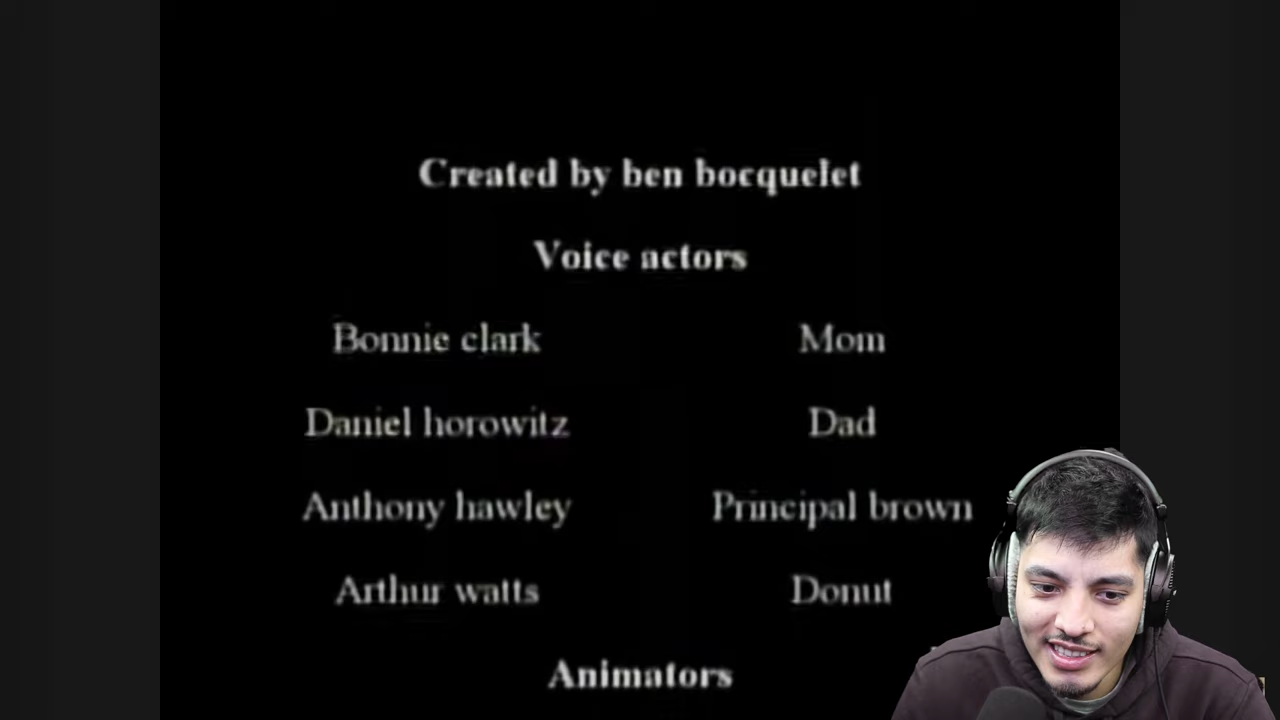 Created by ben bocquelet
Voice actors
Bonnie clark Mom
Daniel horowitz Dad
Anthony hawley Principal brown
Arthur watts Donut
Animators